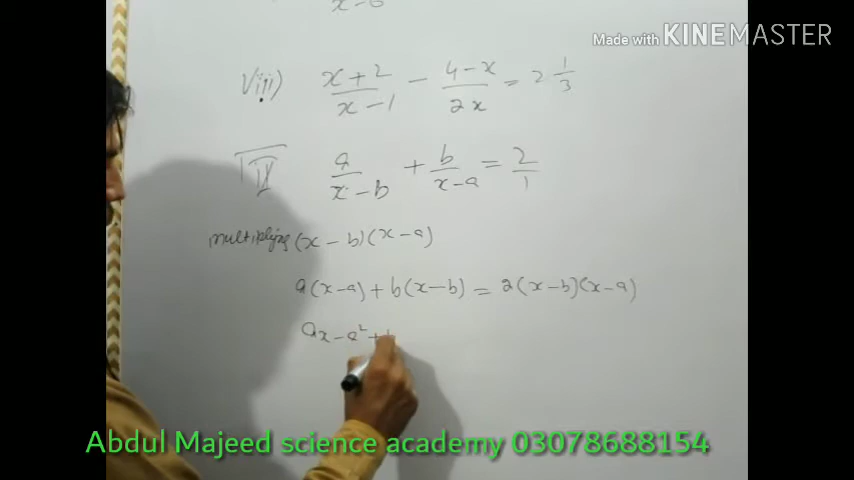 x-6
Made with KINEMASTER
viii) x+2/x-1 - 4-x/2x = 2 1/3
IX a/x-b + b/x-a = 2/1
multiplying (x-b)(x-a)
a(x-a)+b(x-b) = 2(x-b)(x-a)
ax-a²+
Abdul Majeed science academy 03078688154